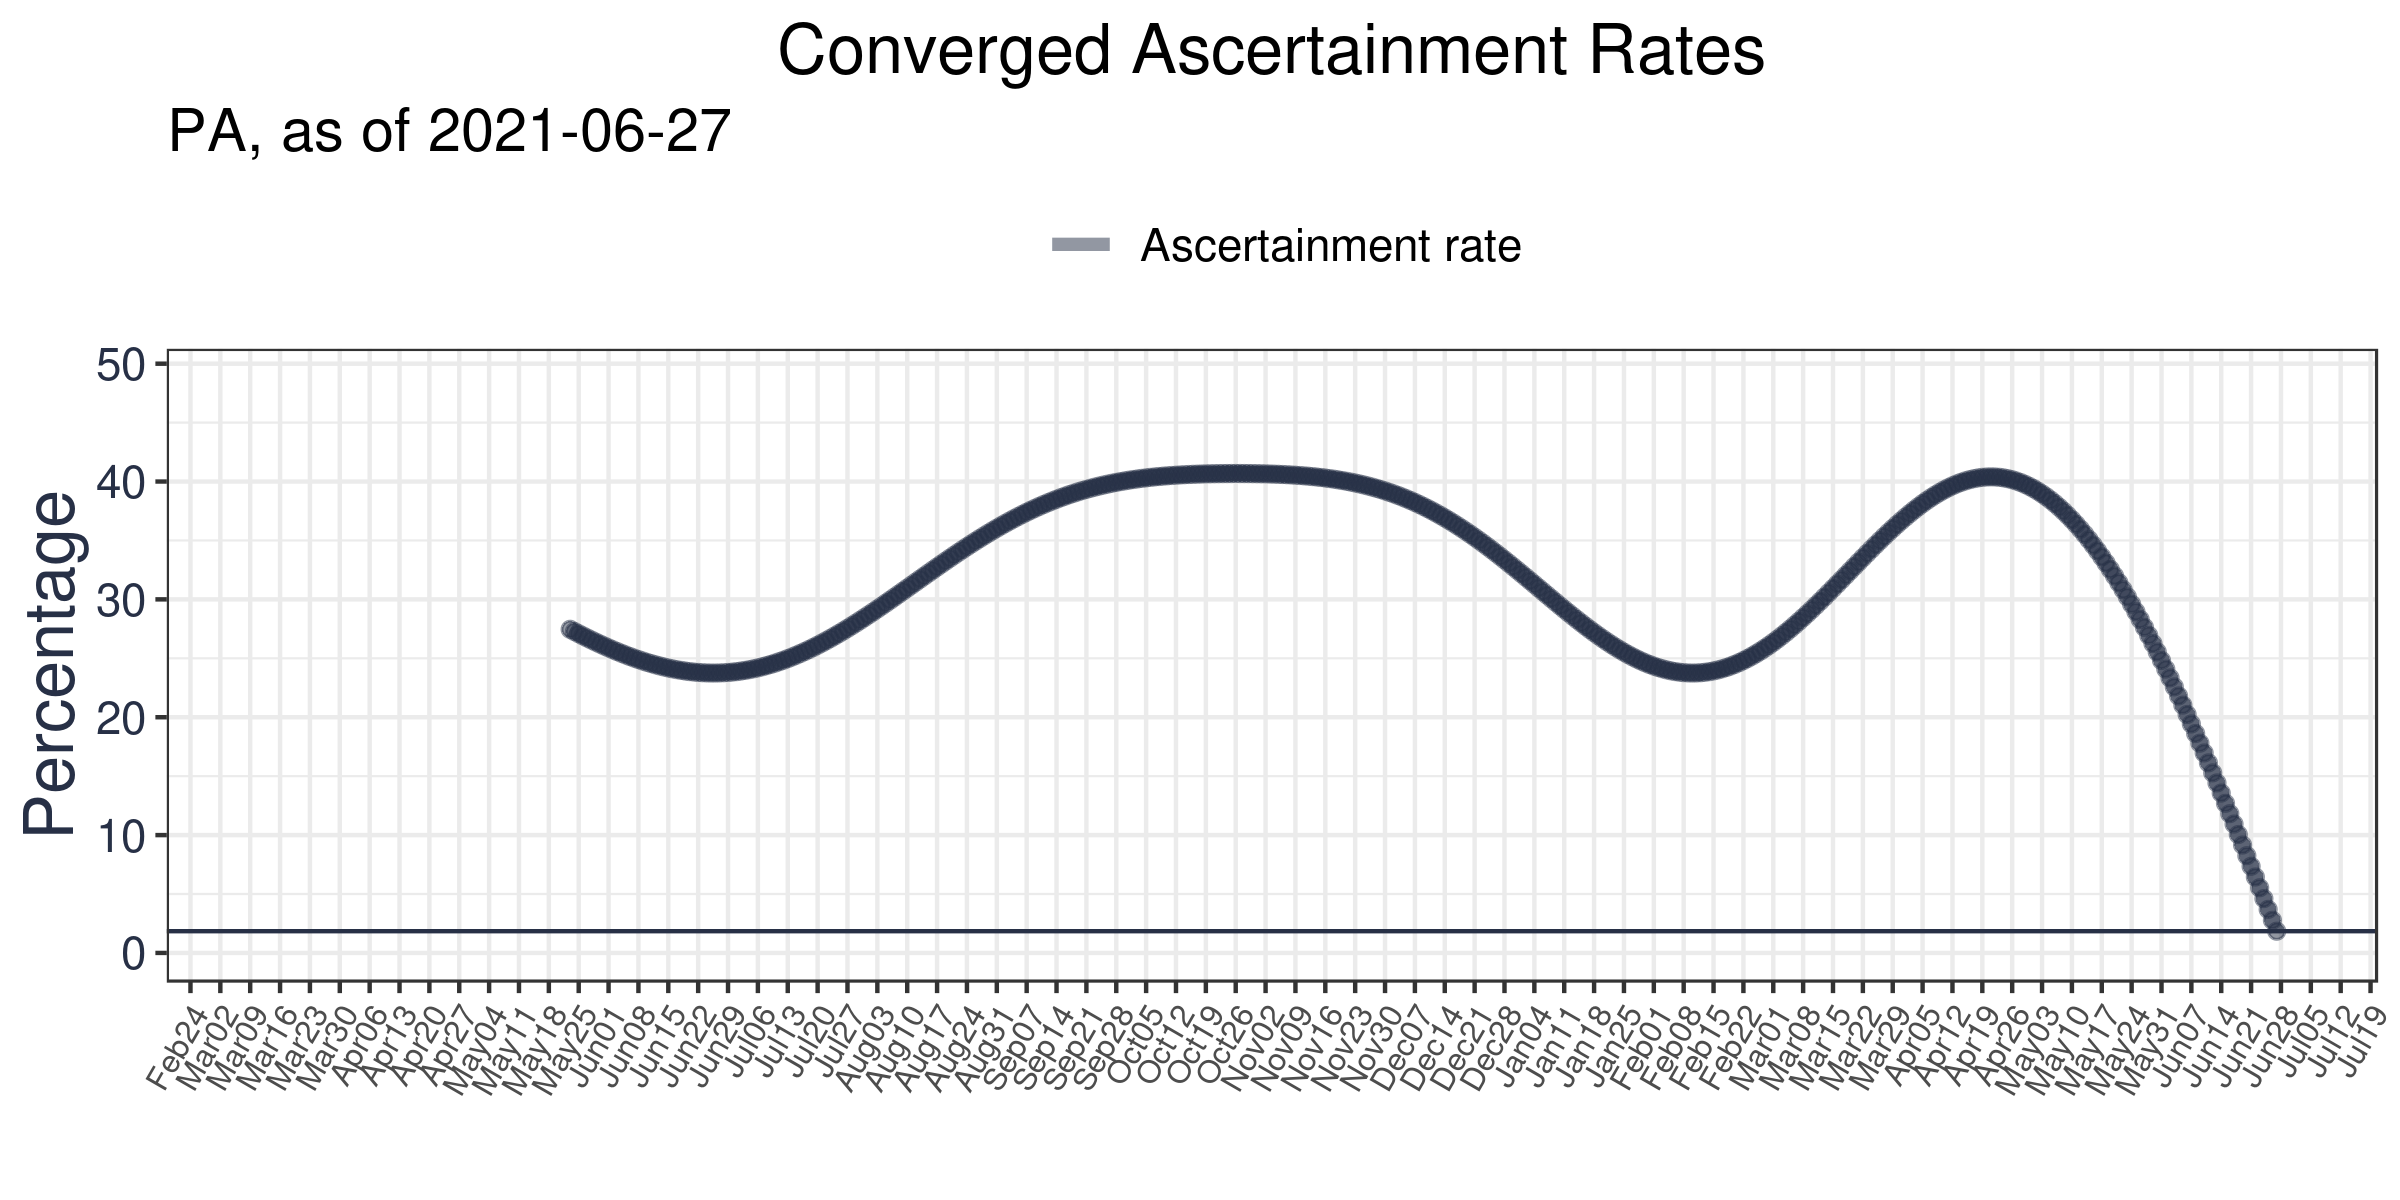 Converged Ascertainment Rates
PA, as of 2021-06-27
Ascertainment rate
Percentage
50
40
30
20
10
0
Feb24
Mar02
Mar09
Mar16
Mar23
Mar30
Apr06
Apr13
Apr20
Apr27
May04
May11
May18
May25
Jun01
Jun08
Jun15
Jun22
Jun29
Jul06
Jul13
Jul20
Jul27
Aug03
Aug10
Aug17
Aug24
Aug31
Sep07
Sep14
Sep21
Sep28
Oct05
Oct12
Oct19
Oct26
Nov02
Nov09
Nov16
Nov23
Nov30
Dec07
Dec14
Dec21
Dec28
Jan04
Jan11
Jan18
Jan25
Feb01
Feb08
Feb15
Feb22
Mar01
Mar08
Mar15
Mar22
Mar29
Apr05
Apr12
Apr19
Apr26
May03
May10
May17
May24
May31
Jun07
Jun14
Jun21
Jun28
Jul05
Jul12
Jul19